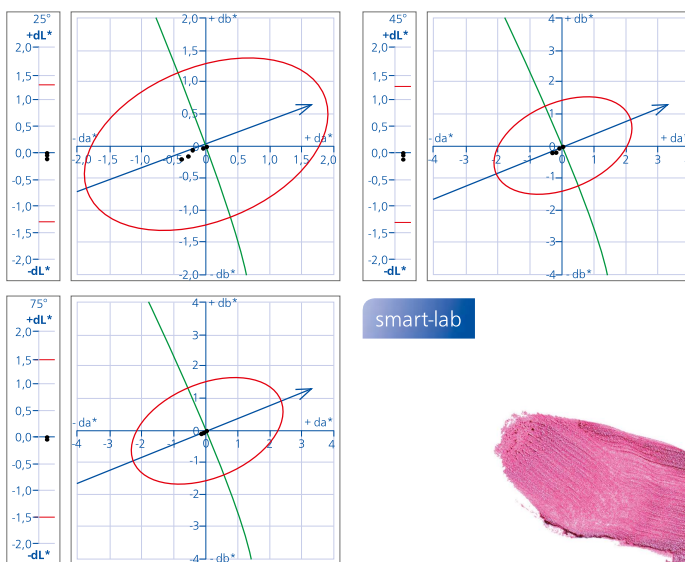 25°
+dL*
2,0
1,5
1,0
0,5
0,0
-0,5
-1,0
-1,5
-2,0
-dL*
2,0 + db*
1,5
1,0
0,5
0
- da*
+ da*
-2,0 -1,5 -1,0 -0,5 0,5 1,0 1,5 2,0
-0,5
-1,0
-1,5
-2,0 - db*
45°
+dL*
2,0
1,5
1,0
0,5
0,0
-0,5
-1,0
-1,5
-2,0
-dL*
4 + db*
3
2
1
0
- da*
+ da*
-4 -3 -2 -1 1 2 3
-1
-2
-3
-4 - db*
75°
+dL*
2,0
1,5
1,0
0,5
0,0
-0,5
-1,0
-1,5
-2,0
-dL*
4 + db*
3
2
1
0
- da*
+ da*
-4 -3 -2 -1 1 2 3 4
-1
-2
-3
-4 - db*
smart-lab